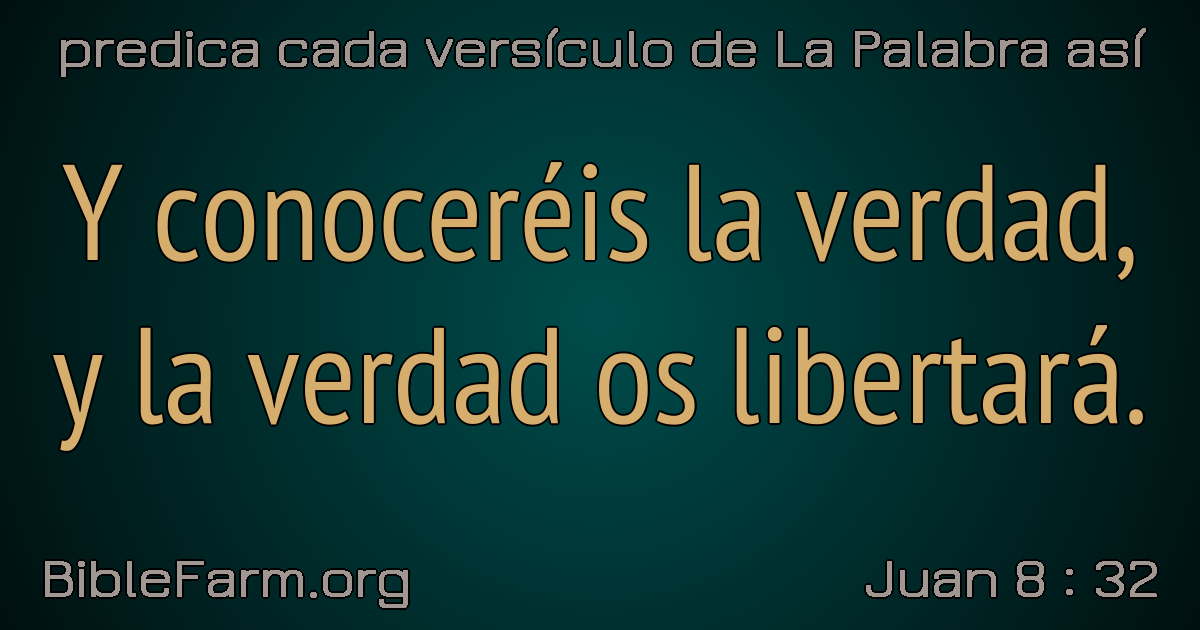 predica cada versículo de La Palabra así
Y conoceréis la verdad,
y la verdad os libertará.
BibleFarm.org
Juan 8 : 32